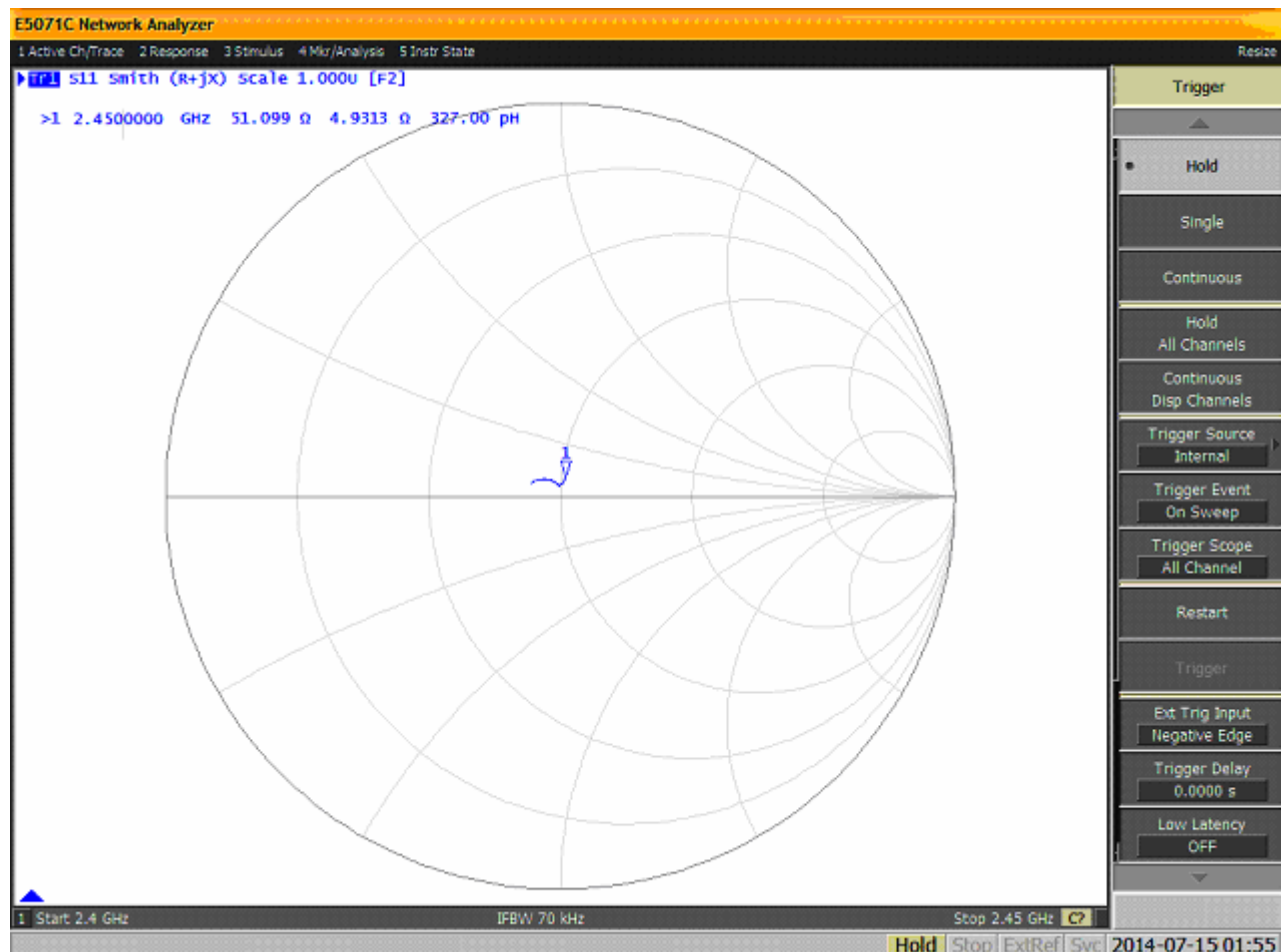 E5071C Network Analyzer
1 Active Ch/Trace 2 Response 3 Stimulus 4 Mkr/Analysis 5 Instr State Resize
Tr1 S11 Smith (R+jX) Scale 1.000U [F2]
>1 2.4500000 GHz 51.099 Ω 4.9313 Ω 327.00 pH
1
Trigger
Hold
Single
Continuous
Hold
All Channels
Continuous
Disp Channels
Trigger Source
Internal
Trigger Event
On Sweep
Trigger Scope
All Channel
Restart
Trigger
Ext Trig Input
Negative Edge
Trigger Delay
0.0000 s
Low Latency
OFF
1 Start 2.4 GHz IFBW 70 kHz Stop 2.45 GHz C?
Hold Stop ExtRef Svc 2014-07-15 01:55